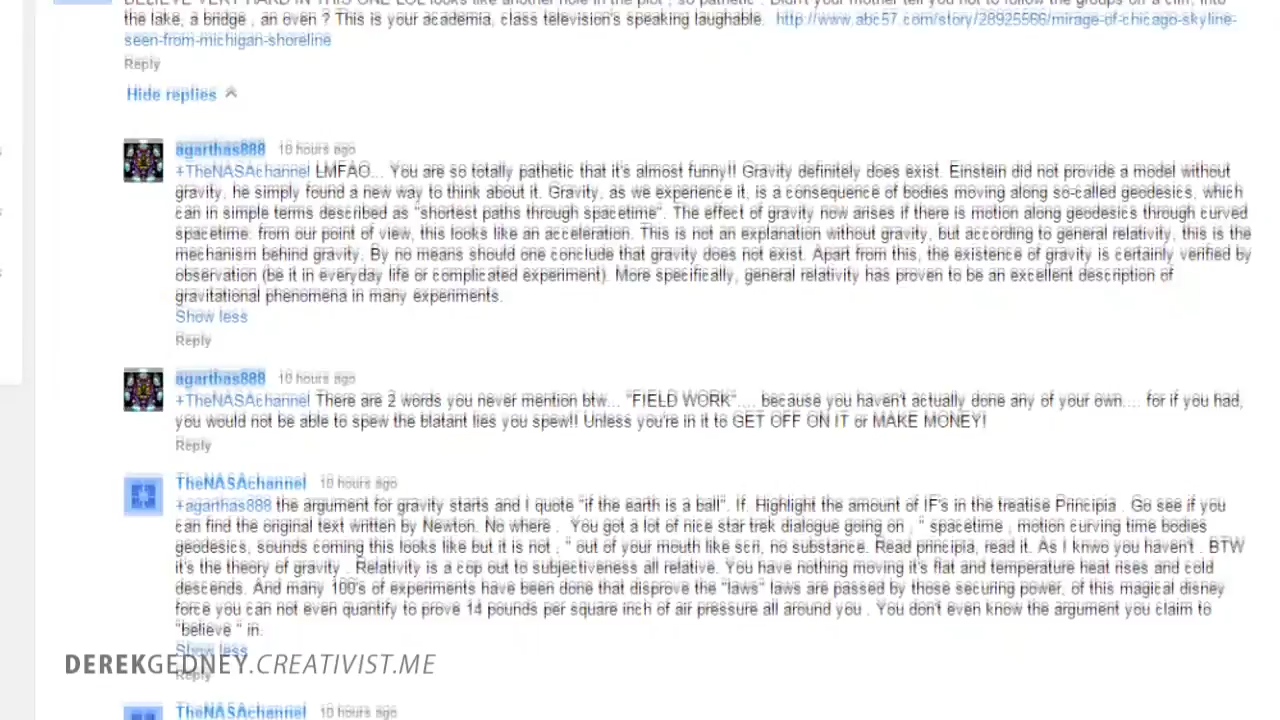 the lake, a bridge , an oven ? This is your academia, class television's speaking laughable. http://www.abc57.com/story/28925566/mirage-of-chicago-skyline-
seen-from-michigan-shoreline
Reply
Hide replies
agarthas888 10 hours ago
+TheNASAchannel LMFAO... You are so totally pathetic that it's almost funny!! Gravity definitely does exist. Einstein did not provide a model without
gravity, he simply found a new way to think about it. Gravity, as we experience it, is a consequence of bodies moving along so-called geodesics, which
can in simple terms described as "shortest paths through spacetime". The effect of gravity now arises if there is motion along geodesics through curved
spacetime: from our point of view, this looks like an acceleration. This is not an explanation without gravity, but according to general relativity, this is the
mechanism behind gravity. By no means should one conclude that gravity does not exist. Apart from this, the existence of gravity is certainly verified by
observation (be it in everyday life or complicated experiment). More specifically, general relativity has proven to be an excellent description of
gravitational phenomena in many experiments.
Show less
Reply
agarthas888 10 hours ago
+TheNASAchannel There are 2 words you never mention btw... "FIELD WORK".... because you haven't actually done any of your own.... for if you had,
you would not be able to spew the blatant lies you spew!! Unless you're in it to GET OFF ON IT or MAKE MONEY!
Reply
TheNASAchannel 10 hours ago
+agarthas888 the argument for gravity starts and I quote "if the earth is a ball". If. Highlight the amount of IF's in the treatise Principia . Go see if you
can find the original text written by Newton. No where . You got a lot of nice star trek dialogue going on , " spacetime , motion curving time bodies
geodesics, sounds coming this looks like but it is not , " out of your mouth like scri, no substance. Read principia, read it. As I knwo you haven't . BTW
it's the theory of gravity . Relativity is a cop out to subjectiveness all relative. You have nothing moving it's flat and temperature heat rises and cold
descends. And many 100's of experiments have been done that disprove the "laws" laws are passed by those securing power, of this magical disney
force you can not even quantify to prove 14 pounds per square inch of air pressure all around you . You don't even know the argument you claim to
"believe " in.
Show less
DEREKGEDNEY.CREATIVIST.ME
Reply
TheNASAchannel 10 hours ago